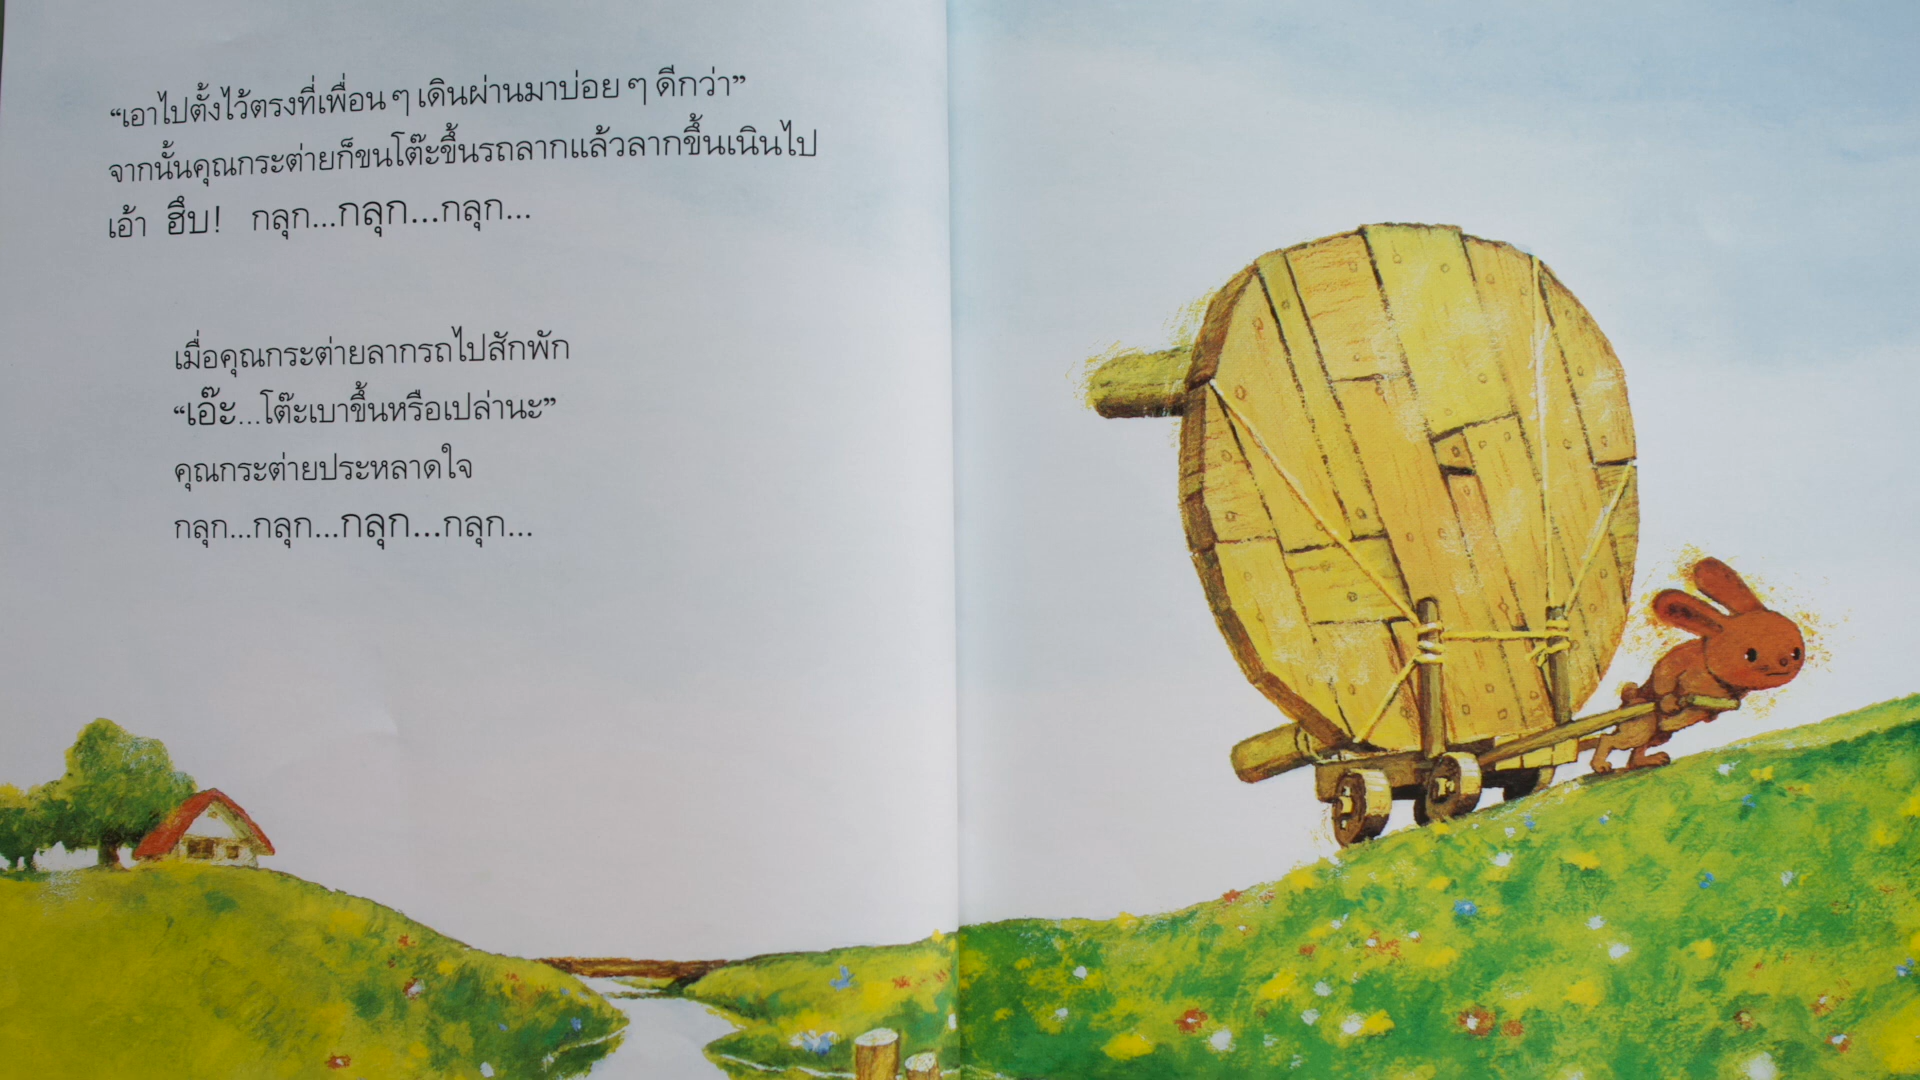 “เอาไปตั้งไว้ตรงที่เพื่อน ๆ เดินผ่านมาบ่อย ๆ ดีกว่า”
จากนั้นคุณกระต่ายก็ขนโต๊ะขึ้นรถลากแล้วลากขึ้นเนินไป
เอ้า ฮึบ! กลุก...กลุก...กลุก...
เมื่อคุณกระต่ายลากรถไปสักพัก
“เอ๊ะ...โต๊ะเบาขึ้นหรือเปล่านะ”
คุณกระต่ายประหลาดใจ
กลุก...กลุก...กลุก...กลุก...